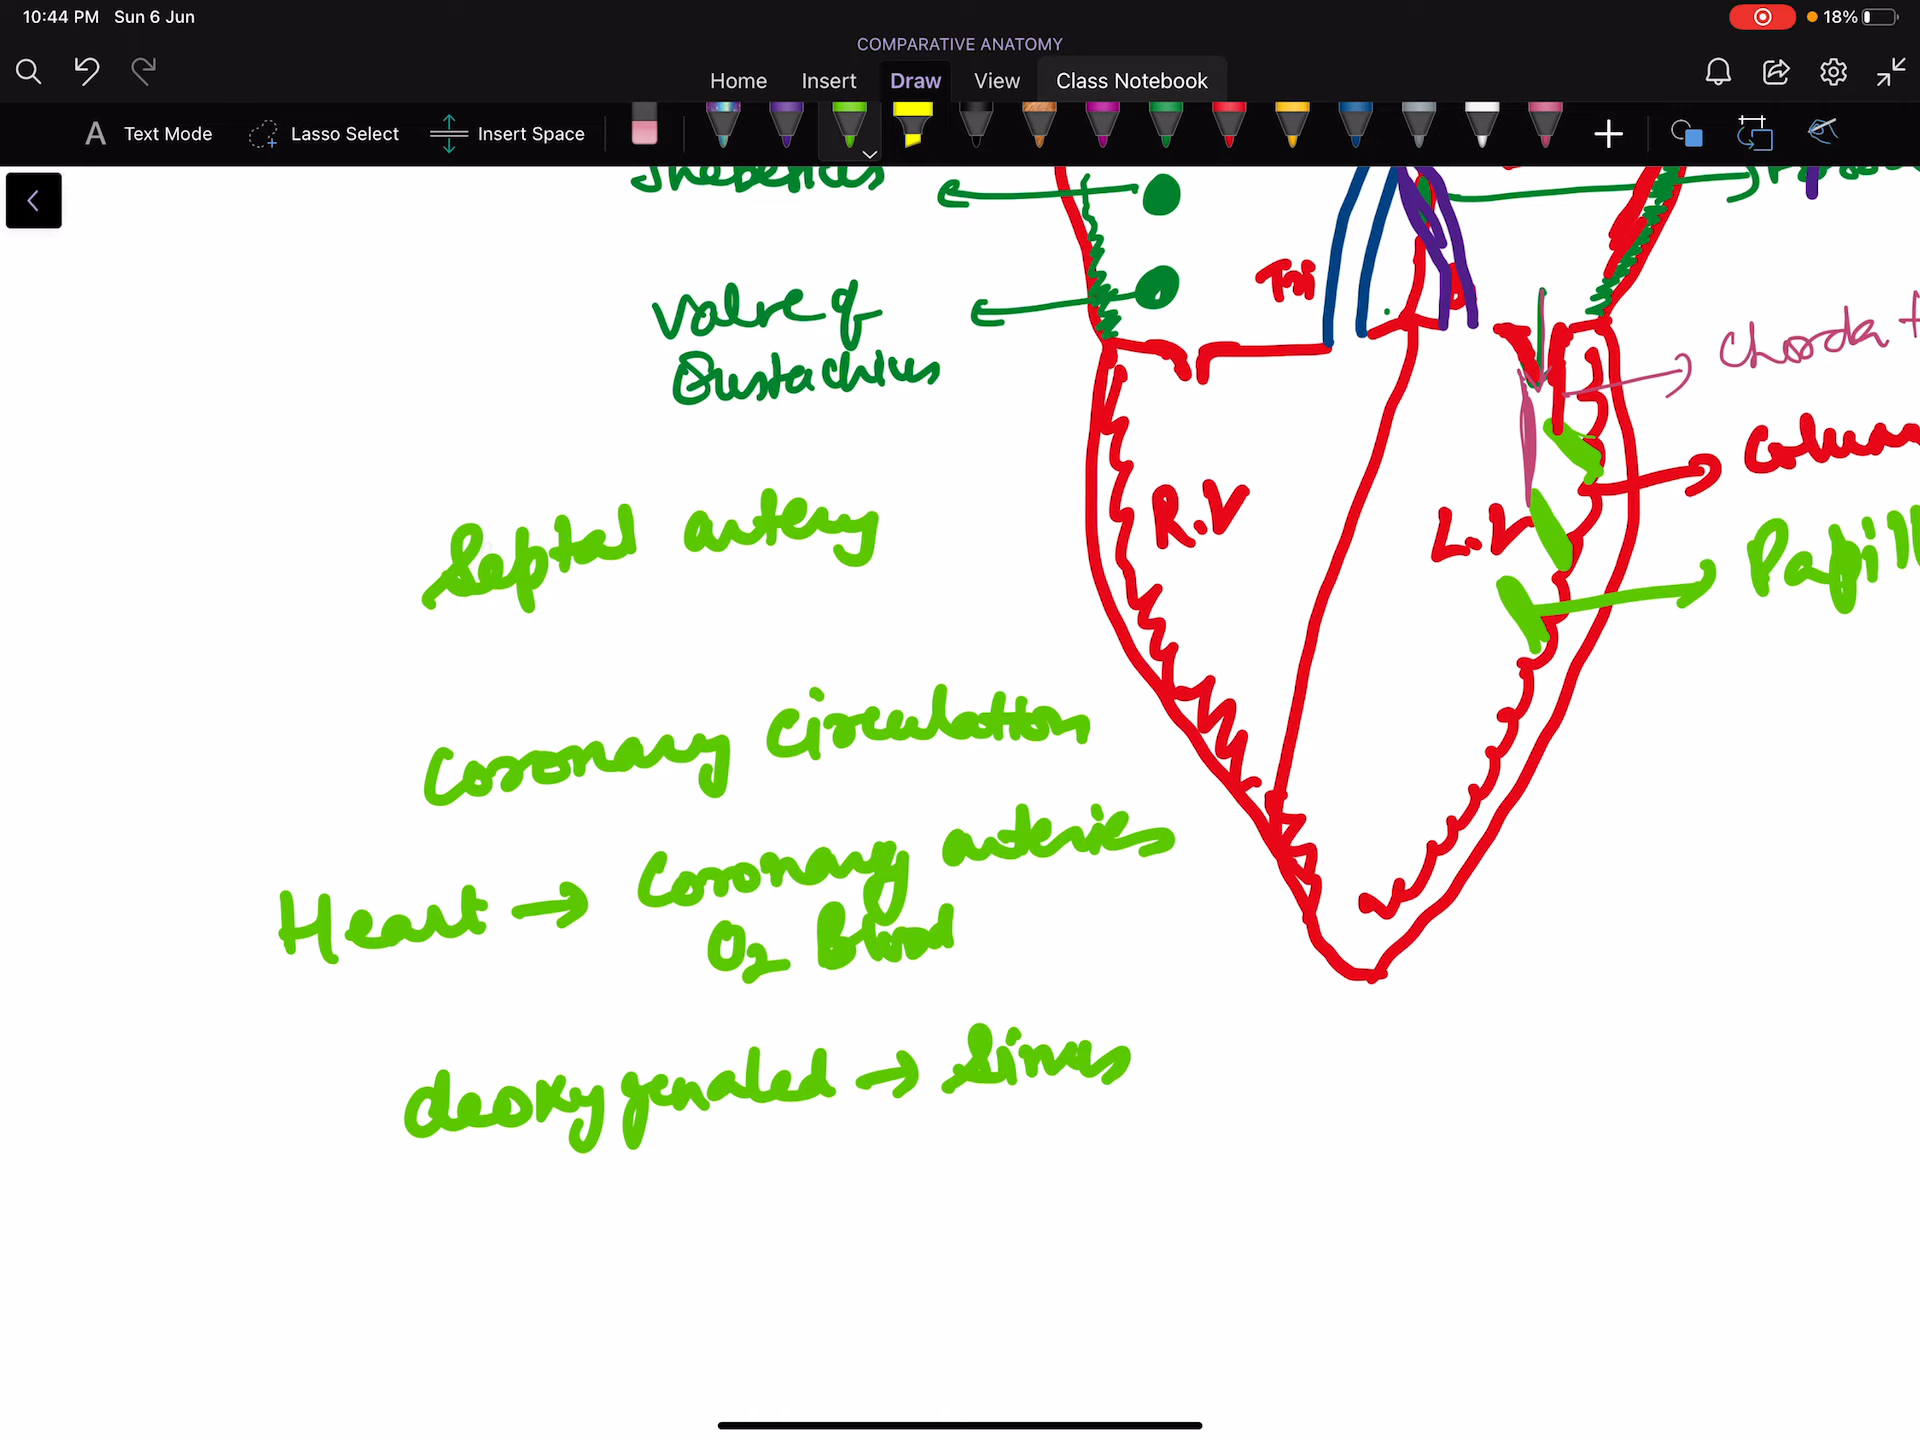 10:44 PM Sun 6 Jun
18%
COMPARATIVE ANATOMY
Home Insert Draw View Class Notebook
Text Mode Lasso Select Insert Space
Tri
Valve of
Eustachius
Chorda
R.V
L.V
Septal artery
Coronary Circulation
Heart → Coronary arteries
O2 Blood
deoxygenated → Sinus